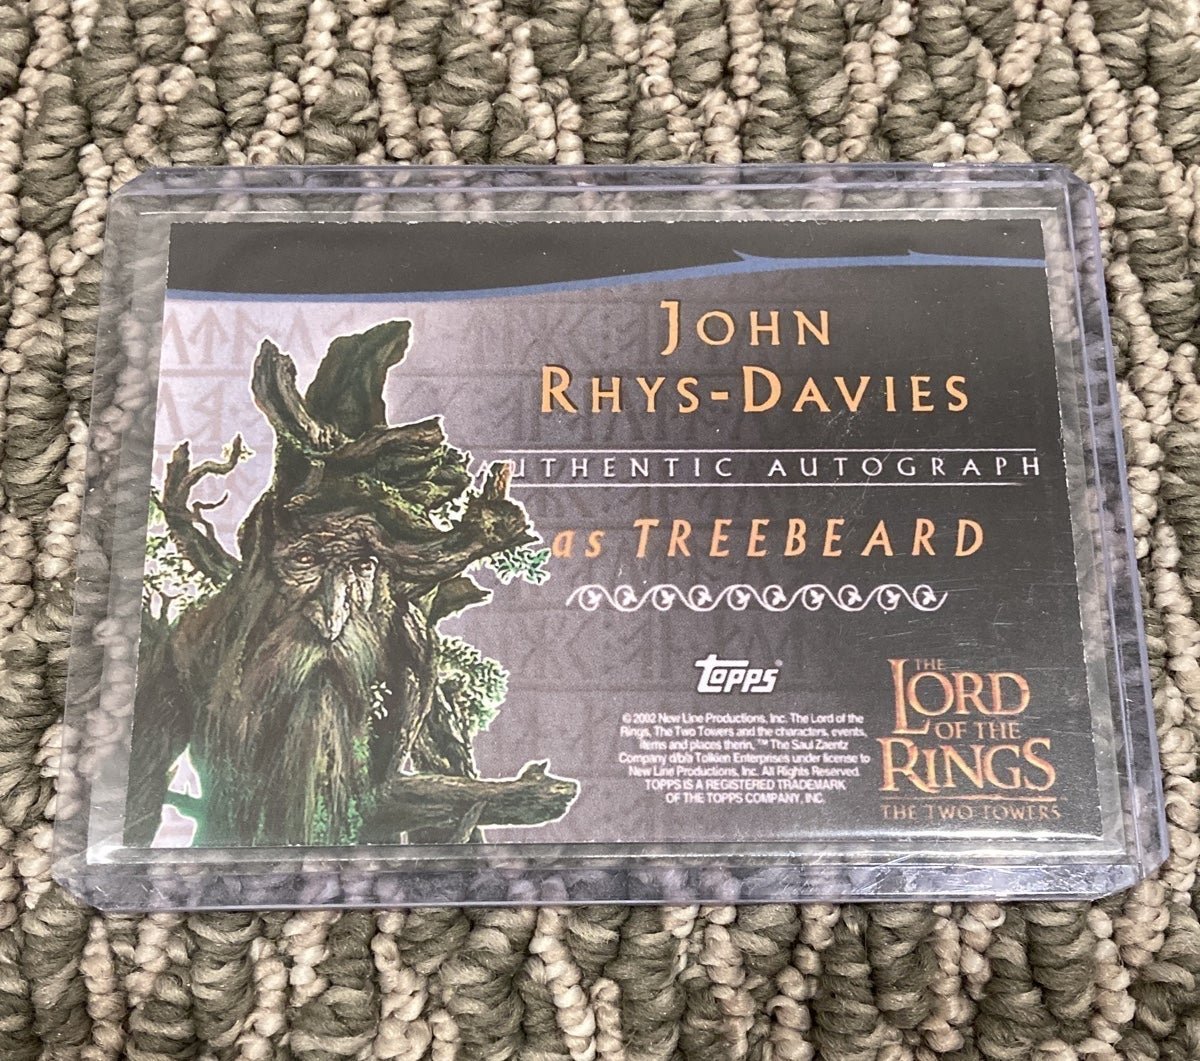 JOHN
RHYS-DAVIES
AUTHENTIC AUTOGRAPH
as TREEBEARD
topps®
© 2002 New Line Productions, Inc. The Lord of the
Rings, The Two Towers and the characters, events,
items and places therin, ™ The Saul Zaentz
Company d/b/a Tolkien Enterprises under license to
New Line Productions, Inc. All Rights Reserved.
TOPPS IS A REGISTERED TRADEMARK
OF THE TOPPS COMPANY, INC.
THE
LORD
OF THE
RINGS
THE TWO TOWERS